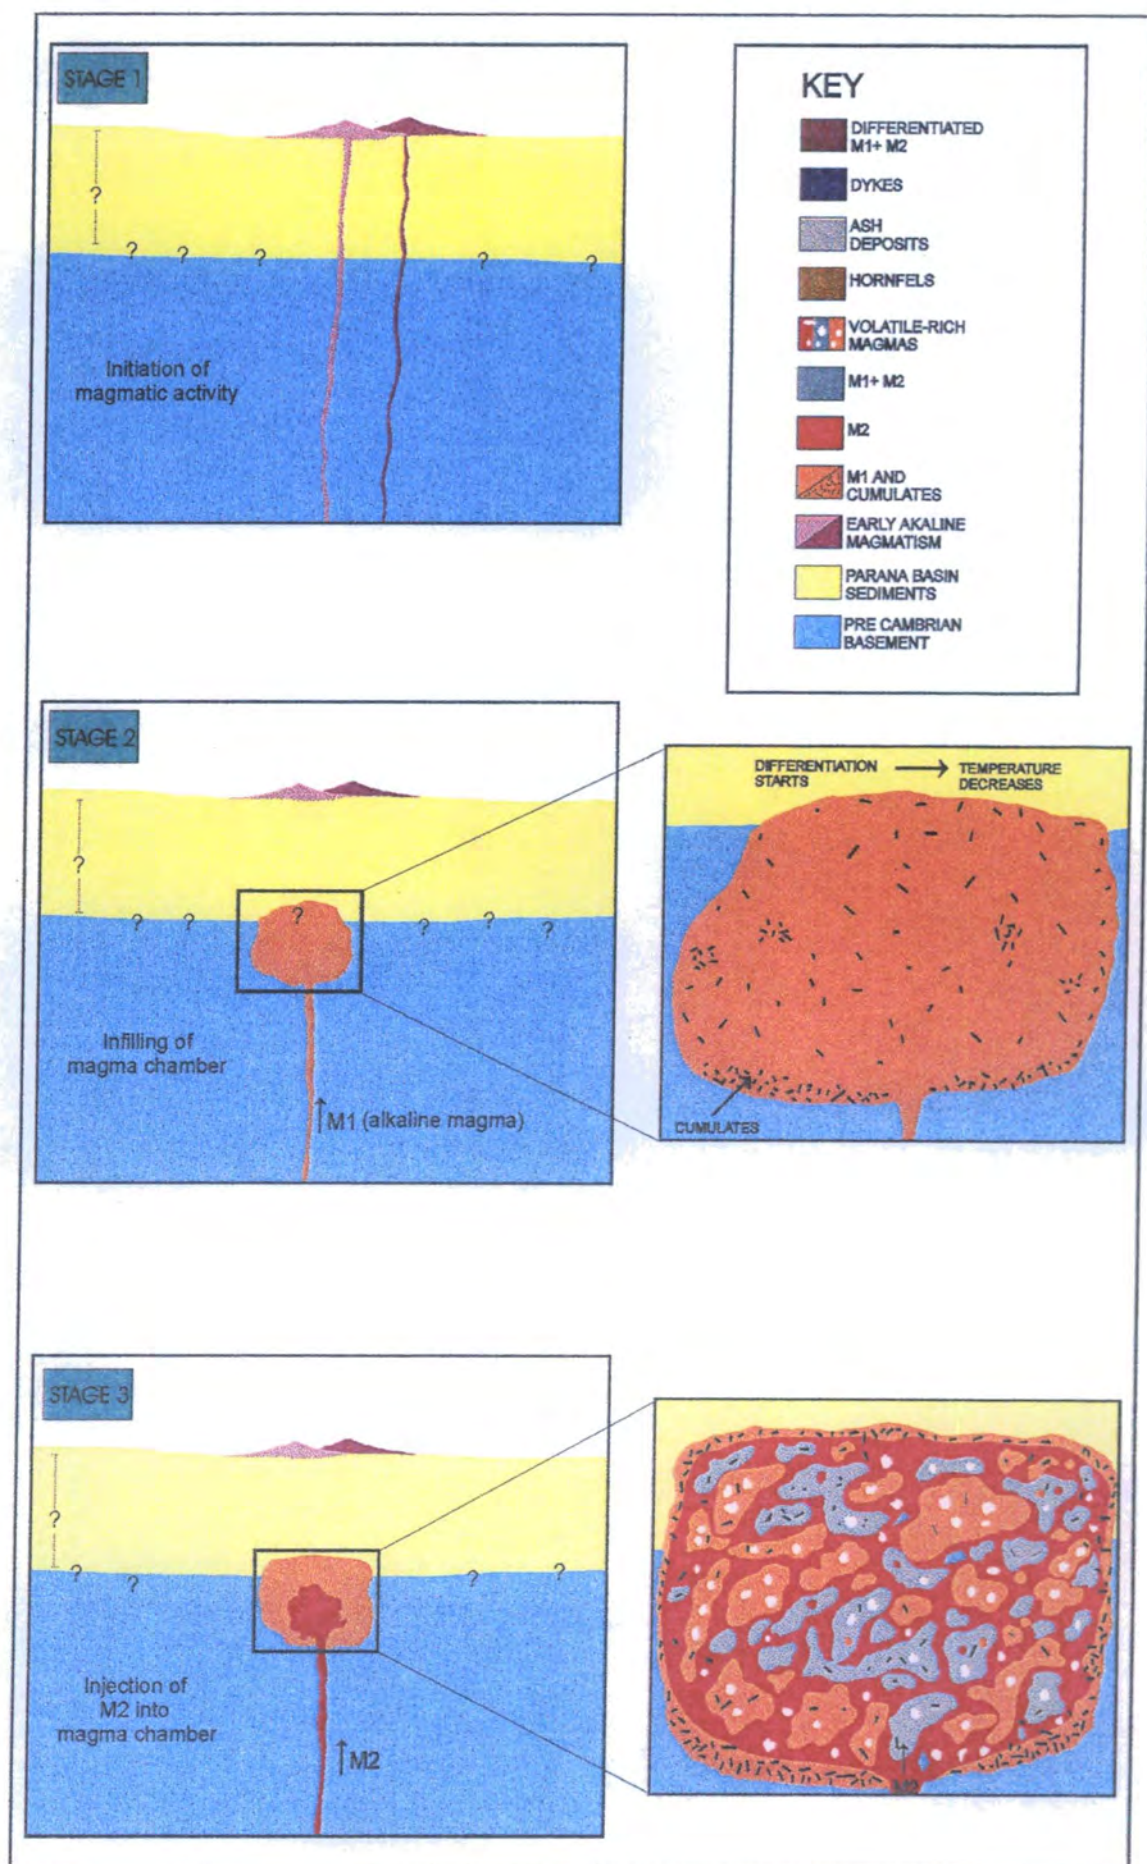 STAGE 1
?
? ? ? ? ?
Initiation of
magmatic activity
KEY
DIFFERENTIATED
M1+ M2
DYKES
ASH
DEPOSITS
HORNFELS
VOLATILE-RICH
MAGMAS
M1+ M2
M2
M1 AND
CUMULATES
EARLY AKALINE
MAGMATISM
PARANA BASIN
SEDIMENTS
PRE CAMBRIAN
BASEMENT
STAGE 2
?
? ? ? ? ? ?
Infilling of
magma chamber
M1 (alkaline magma)
DIFFERENTIATION
STARTS
TEMPERATURE
DECREASES
CUMULATES
STAGE 3
?
? ? ? ?
Injection of
M2 into
magma chamber
M2
M2